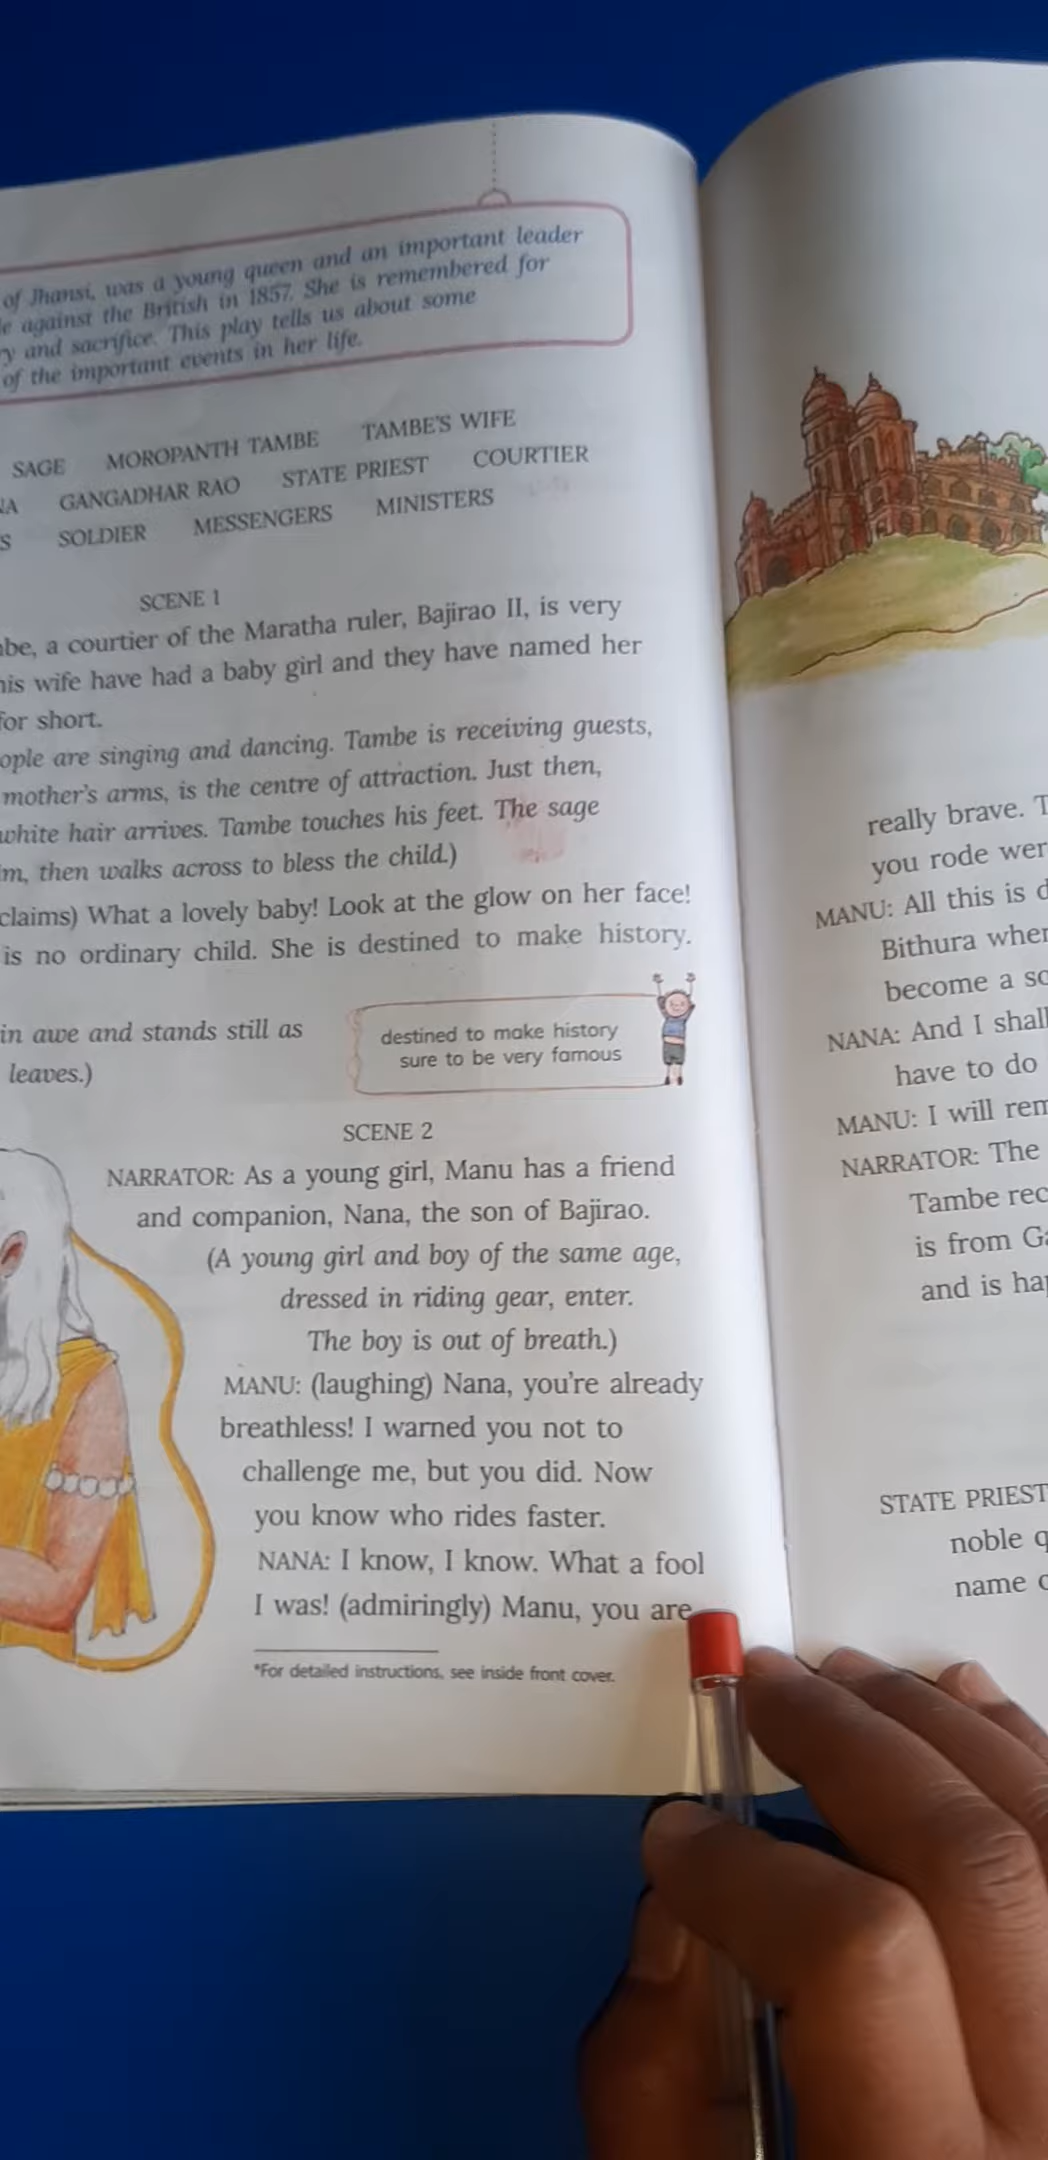 of Jhansi, was a young queen and an important leader
against the British in 1857. She is remembered for
and sacrifice. This play tells us about some
of the important events in her life.
SAGE MOROPANTH TAMBE TAMBE'S WIFE
GANGADHAR RAO STATE PRIEST COURTIER
SOLDIER MESSENGERS MINISTERS
SCENE 1
be, a courtier of the Maratha ruler, Bajirao II, is very
his wife have had a baby girl and they have named her
for short.
ople are singing and dancing. Tambe is receiving guests,
mother's arms, is the centre of attraction. Just then,
white hair arrives. Tambe touches his feet. The sage
m, then walks across to bless the child.)
claims) What a lovely baby! Look at the glow on her face!
is no ordinary child. She is destined to make history.
in awe and stands still as
leaves.)
destined to make history
sure to be very famous
SCENE 2
NARRATOR: As a young girl, Manu has a friend
and companion, Nana, the son of Bajirao.
(A young girl and boy of the same age,
dressed in riding gear, enter.
The boy is out of breath.)
MANU: (laughing) Nana, you're already
breathless! I warned you not to
challenge me, but you did. Now
you know who rides faster.
NANA: I know, I know. What a fool
I was! (admiringly) Manu, you are
*For detailed instructions, see inside front cover.
really brave. T
you rode wer
MANU: All this is d
Bithura wher
become a so
NANA: And I shall
have to do
MANU: I will rem
NARRATOR: The
Tambe rec
is from Ga
and is hap
STATE PRIEST
noble q
name o